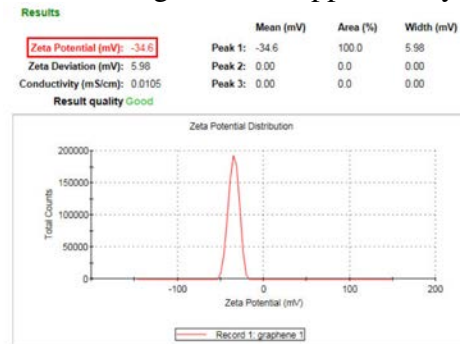 Results
Mean (mV) Area (%) Width (mV)
Zeta Potential (mV): -34.6 Peak 1: -34.6 100.0 5.98
Zeta Deviation (mV): 5.98 Peak 2: 0.00 0.0 0.00
Conductivity (mS/cm): 0.0105 Peak 3: 0.00 0.0 0.00
Result quality Good
Zeta Potential Distribution
Total Counts
200000
150000
100000
50000
0
-100 0 100 200
Zeta Potential (mV)
Record 1: graphene 1